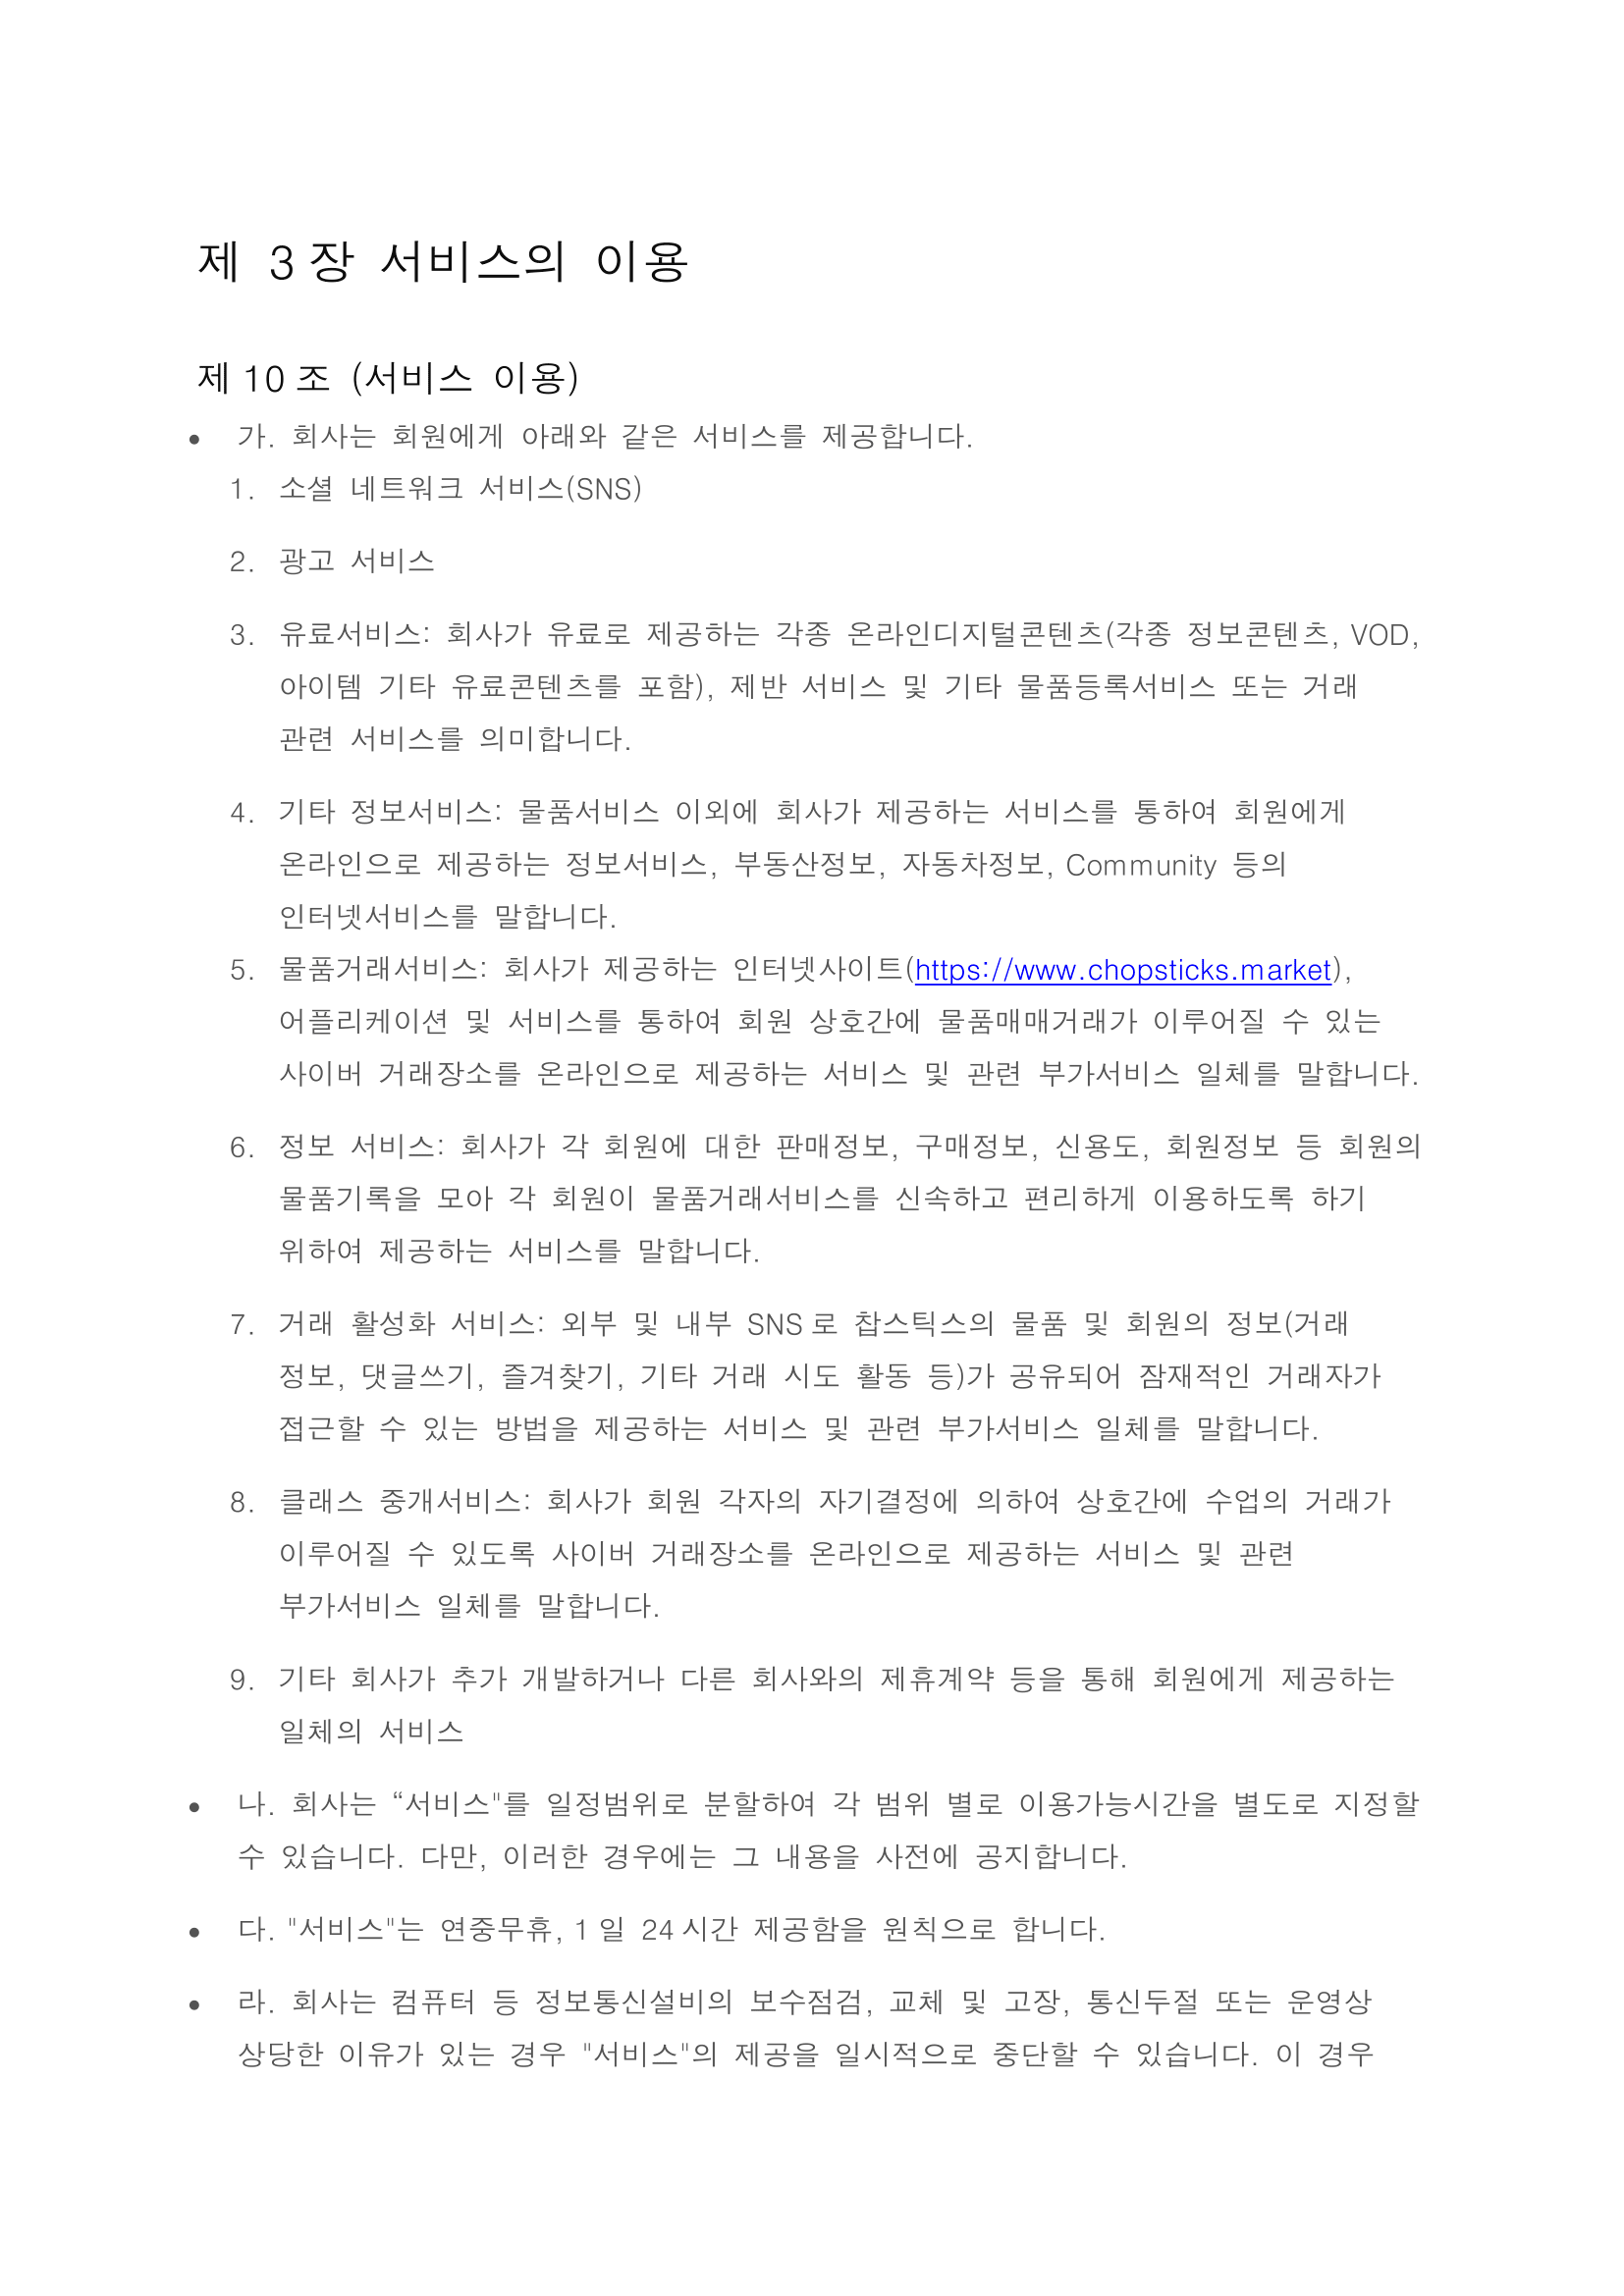 제 3장 서비스의 이용
제10조 (서비스 이용)
• 가. 회사는 회원에게 아래와 같은 서비스를 제공합니다.
1. 소셜 네트워크 서비스(SNS)
2. 광고 서비스
3. 유료서비스: 회사가 유료로 제공하는 각종 온라인디지털콘텐츠(각종 정보콘텐츠, VOD,
아이템 기타 유료콘텐츠를 포함), 제반 서비스 및 기타 물품등록서비스 또는 거래
관련 서비스를 의미합니다.
4. 기타 정보서비스: 물품서비스 이외에 회사가 제공하는 서비스를 통하여 회원에게
온라인으로 제공하는 정보서비스, 부동산정보, 자동차정보, Community 등의
인터넷서비스를 말합니다.
5. 물품거래서비스: 회사가 제공하는 인터넷사이트(https://www.chopsticks.market),
어플리케이션 및 서비스를 통하여 회원 상호간에 물품매매거래가 이루어질 수 있는
사이버 거래장소를 온라인으로 제공하는 서비스 및 관련 부가서비스 일체를 말합니다.
6. 정보 서비스: 회사가 각 회원에 대한 판매정보, 구매정보, 신용도, 회원정보 등 회원의
물품기록을 모아 각 회원이 물품거래서비스를 신속하고 편리하게 이용하도록 하기
위하여 제공하는 서비스를 말합니다.
7. 거래 활성화 서비스: 외부 및 내부 SNS로 찹스틱스의 물품 및 회원의 정보(거래
정보, 댓글쓰기, 즐겨찾기, 기타 거래 시도 활동 등)가 공유되어 잠재적인 거래자가
접근할 수 있는 방법을 제공하는 서비스 및 관련 부가서비스 일체를 말합니다.
8. 클래스 중개서비스: 회사가 회원 각자의 자기결정에 의하여 상호간에 수업의 거래가
이루어질 수 있도록 사이버 거래장소를 온라인으로 제공하는 서비스 및 관련
부가서비스 일체를 말합니다.
9. 기타 회사가 추가 개발하거나 다른 회사와의 제휴계약 등을 통해 회원에게 제공하는
일체의 서비스
• 나. 회사는 “서비스"를 일정범위로 분할하여 각 범위 별로 이용가능시간을 별도로 지정할
수 있습니다. 다만, 이러한 경우에는 그 내용을 사전에 공지합니다.
• 다. "서비스"는 연중무휴, 1일 24시간 제공함을 원칙으로 합니다.
• 라. 회사는 컴퓨터 등 정보통신설비의 보수점검, 교체 및 고장, 통신두절 또는 운영상
상당한 이유가 있는 경우 "서비스"의 제공을 일시적으로 중단할 수 있습니다. 이 경우